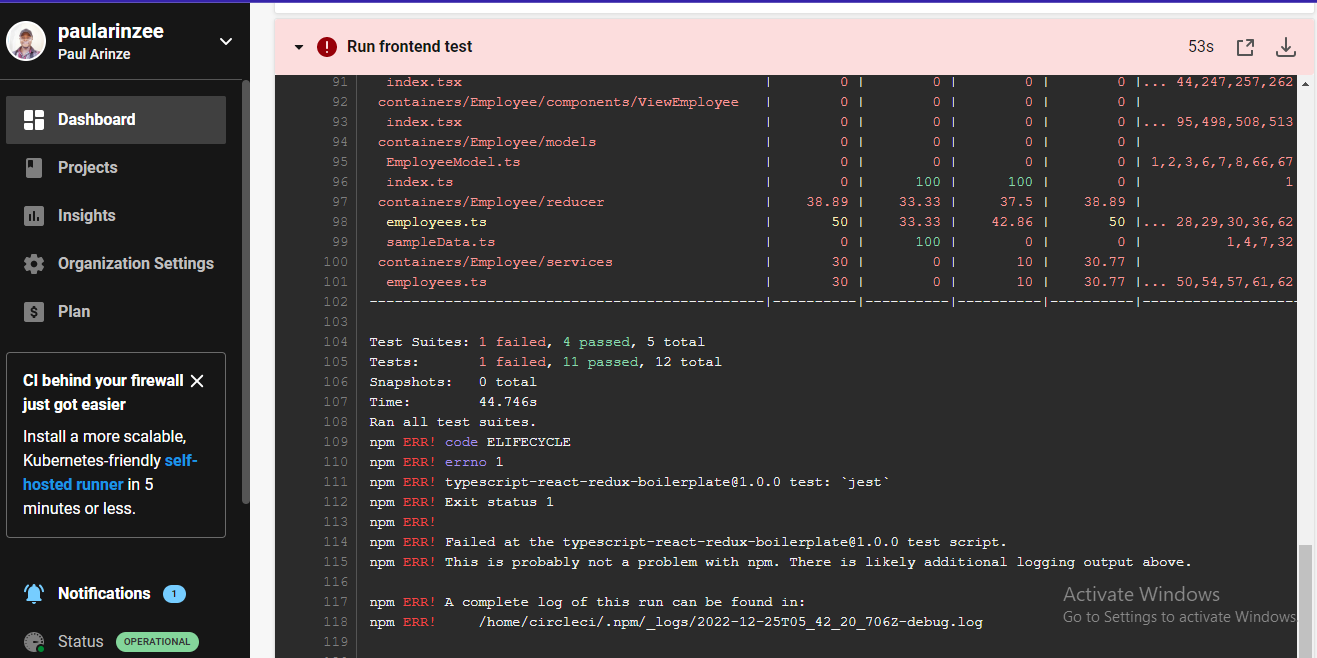 paularinzee
Paul Arinze
Dashboard
Projects
Insights
Organization Settings
Plan
CI behind your firewall
just got easier
Install a more scalable,
Kubernetes-friendly self-
hosted runner in 5
minutes or less.
Notifications 1
Status OPERATIONAL
Run frontend test 53s
91 index.tsx | 0 | 0 | 0 | 0 |... 44,247,257,262
92 containers/Employee/components/ViewEmployee | 0 | 0 | 0 | 0 |
93 index.tsx | 0 | 0 | 0 | 0 |... 95,498,508,513
94 containers/Employee/models | 0 | 0 | 0 | 0 |
95 EmployeeModel.ts | 0 | 0 | 0 | 0 | 1,2,3,6,7,8,66,67
96 index.ts | 0 | 100 | 100 | 0 | 1
97 containers/Employee/reducer | 38.89 | 33.33 | 37.5 | 38.89 |
98 employees.ts | 50 | 33.33 | 42.86 | 50 |... 28,29,30,36,62
99 sampleData.ts | 0 | 100 | 0 | 0 | 1,4,7,32
100 containers/Employee/services | 30 | 0 | 10 | 30.77 |
101 employees.ts | 30 | 0 | 10 | 30.77 |... 50,54,57,61,62
102 -----------------------------------------------|----------|----------|----------|----------|-------------------
103
104 Test Suites: 1 failed, 4 passed, 5 total
105 Tests: 1 failed, 11 passed, 12 total
106 Snapshots: 0 total
107 Time: 44.746s
108 Ran all test suites.
109 npm ERR! code ELIFECYCLE
110 npm ERR! errno 1
111 npm ERR! typescript-react-redux-boilerplate@1.0.0 test: `jest`
112 npm ERR! Exit status 1
113 npm ERR!
114 npm ERR! Failed at the typescript-react-redux-boilerplate@1.0.0 test script.
115 npm ERR! This is probably not a problem with npm. There is likely additional logging output above.
116
117 npm ERR! A complete log of this run can be found in:
118 npm ERR! /home/circleci/.npm/_logs/2022-12-25T05_42_20_706Z-debug.log
119
Activate Windows
Go to Settings to activate Windows